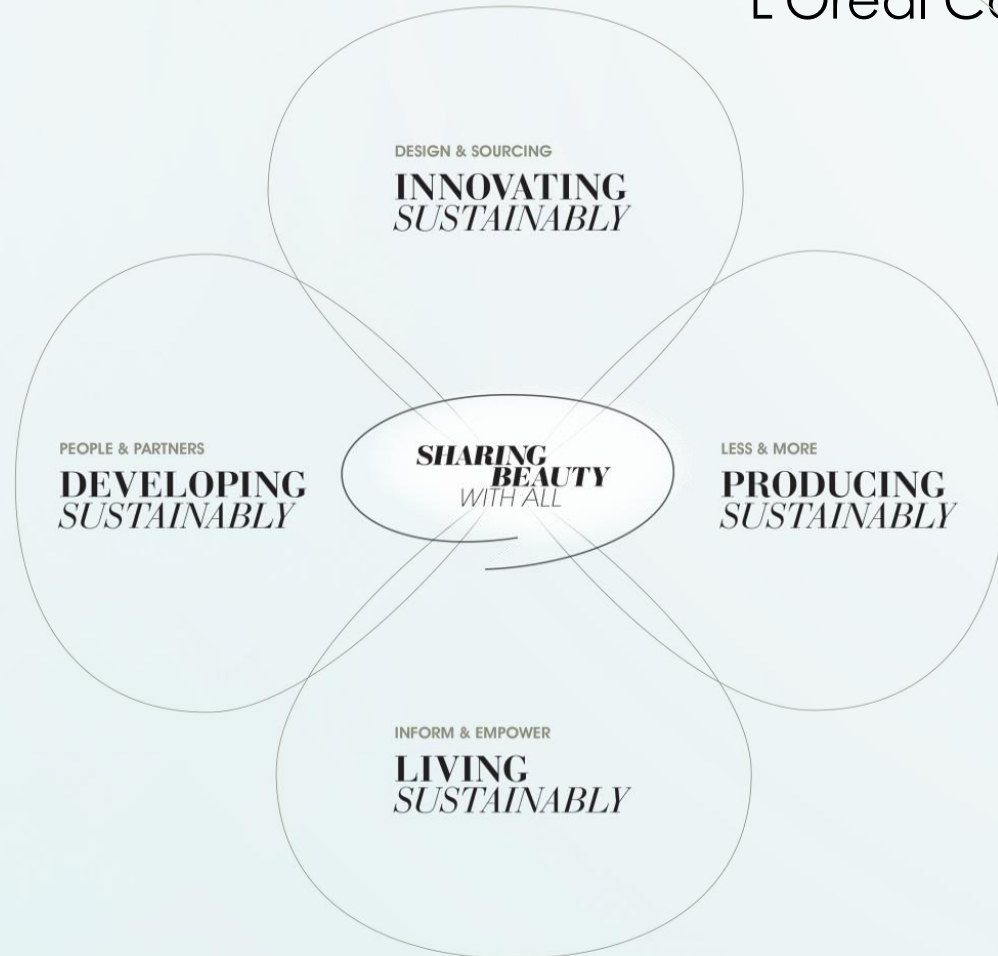 L'Oréal
DESIGN & SOURCING
INNOVATING
SUSTAINABLY
PEOPLE & PARTNERS
DEVELOPING
SUSTAINABLY
SHARING
BEAUTY
WITH ALL
LESS & MORE
PRODUCING
SUSTAINABLY
INFORM & EMPOWER
LIVING
SUSTAINABLY